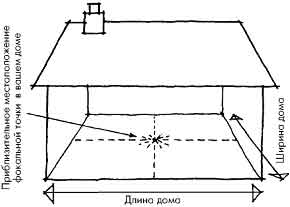 Приблизительное местоположение
фокальной точки в вашем доме
Ширина дома
Длина дома